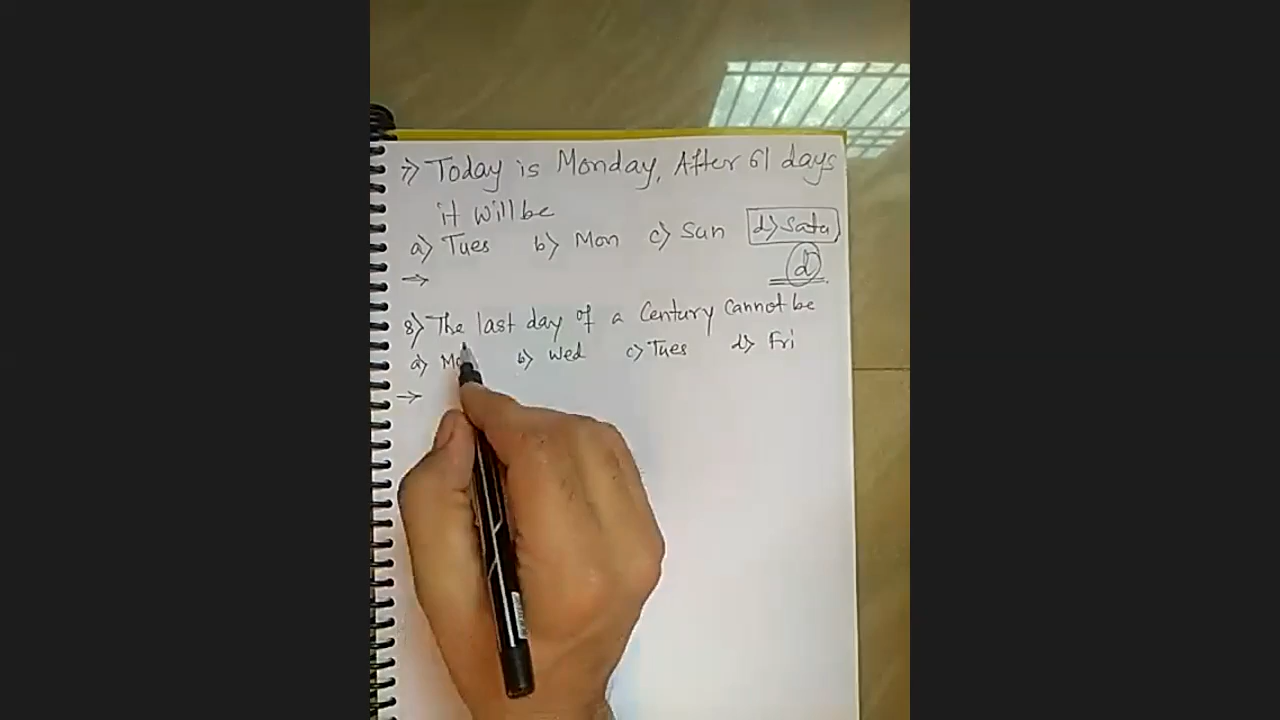 7) Today is Monday, After 61 days
it will be
a) Tues b) Mon c) Sun d) Satu
→ d
8) The last day of a Century Cannot be
a) Mon b) Wed c) Tues d) Fri
→